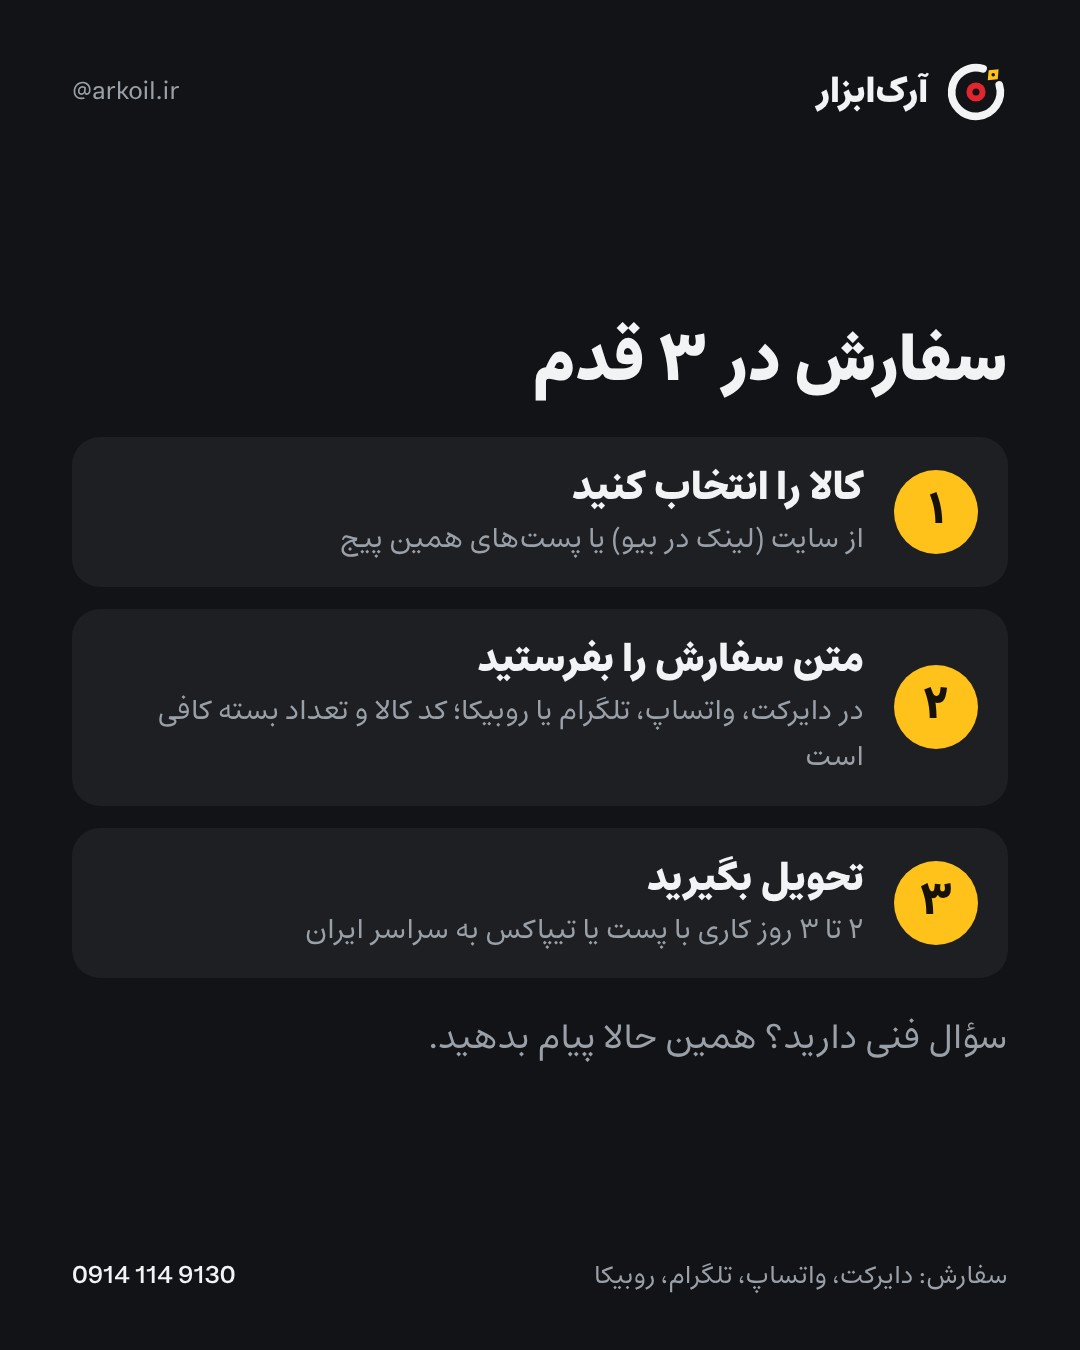 آرک‌ابزار
@arkoil.ir
سفارش در ۳ قدم
۱
کالا را انتخاب کنید
از سایت (لینک در بیو) یا پست‌های همین پیج
۲
متن سفارش را بفرستید
در دایرکت، واتساپ، تلگرام یا روبیکا؛ کد کالا و تعداد بسته کافی
است
۳
تحویل بگیرید
۲ تا ۳ روز کاری با پست یا تیپاکس به سراسر ایران
سؤال فنی دارید؟ همین حالا پیام بدهید.
سفارش: دایرکت، واتساپ، تلگرام، روبیکا
0914 114 9130